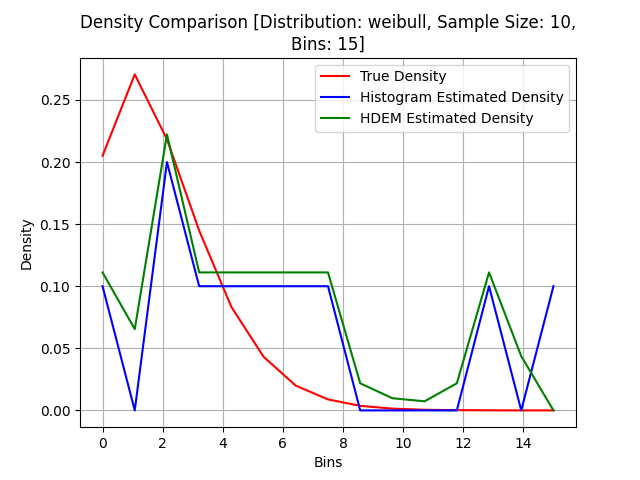 Density Comparison [Distribution: weibull, Sample Size: 10,
Bins: 15]
True Density
Histogram Estimated Density
HDEM Estimated Density
Density
0.25
0.20
0.15
0.10
0.05
0.00
0 2 4 6 8 10 12 14
Bins